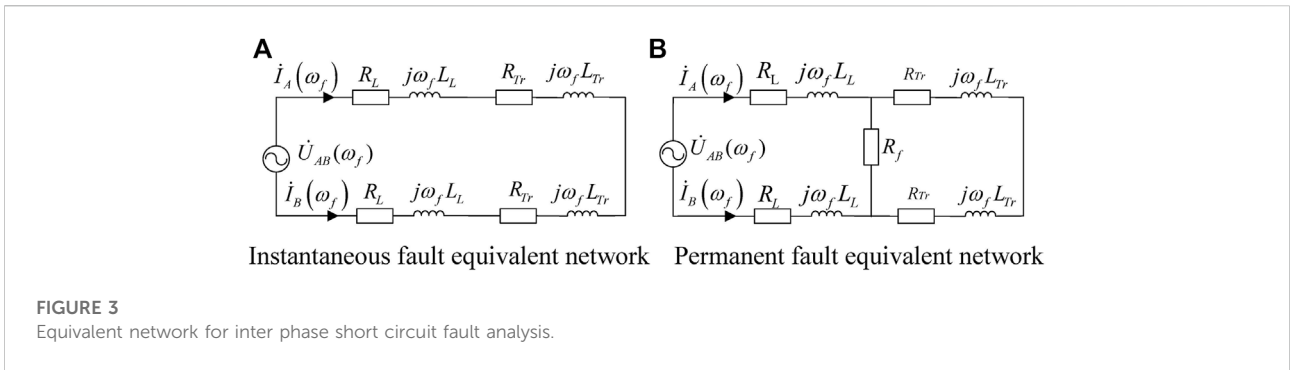 A
İ_A(ω_f) R_L jω_f L_L R_Tr jω_f L_Tr
U̇_AB(ω_f)
İ_B(ω_f) R_L jω_f L_L R_Tr jω_f L_Tr
Instantaneous fault equivalent network
B
İ_A(ω_f) R_L jω_f L_L R_Tr jω_f L_Tr
U̇_AB(ω_f) R_f
İ_B(ω_f) R_L jω_f L_L R_Tr jω_f L_Tr
Permanent fault equivalent network
FIGURE 3
Equivalent network for inter phase short circuit fault analysis.